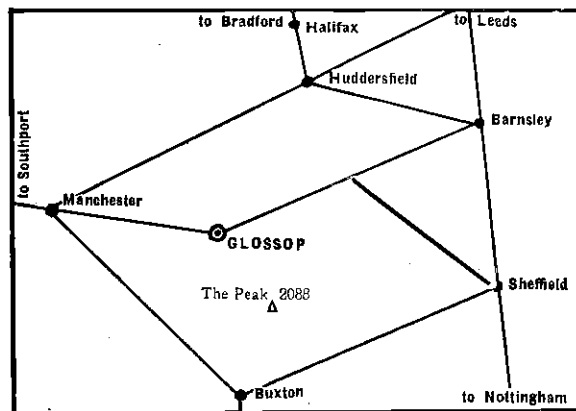 to Bradford
Halifax
to Leeds
Huddersfield
Barnsley
to Southport
Manchester
GLOSSOP
The Peak 2088
Sheffield
Buxton
to Nottingham